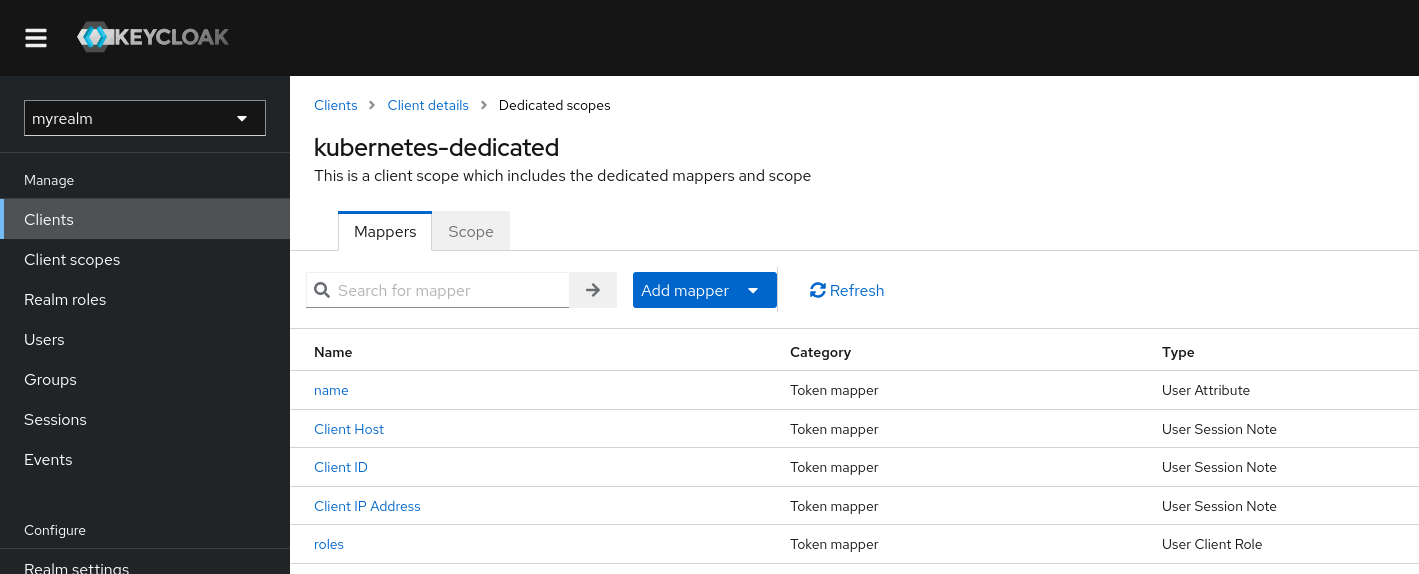 KEYCLOAK
myrealm
Manage
Clients
Client scopes
Realm roles
Users
Groups
Sessions
Events
Configure
Realm settings
Clients Client details Dedicated scopes
kubernetes-dedicated
This is a client scope which includes the dedicated mappers and scope
Mappers Scope
Search for mapper Add mapper Refresh
Name Category Type
name Token mapper User Attribute
Client Host Token mapper User Session Note
Client ID Token mapper User Session Note
Client IP Address Token mapper User Session Note
roles Token mapper User Client Role